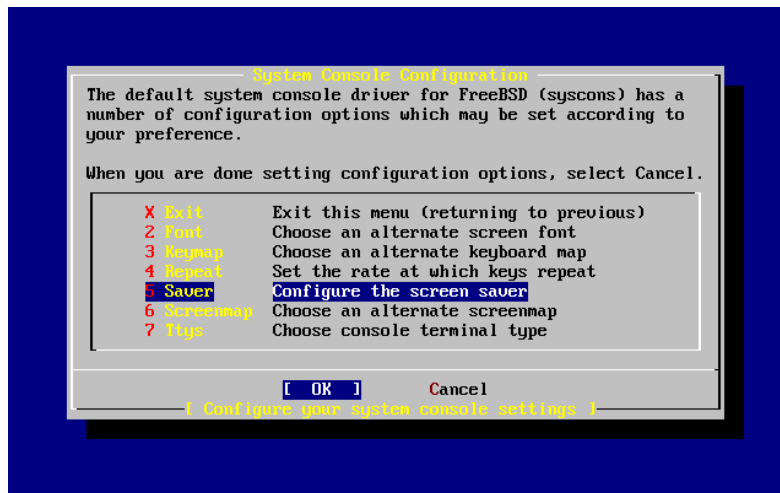 System Console Configuration
The default system console driver for FreeBSD (syscons) has a
number of configuration options which may be set according to
your preference.
When you are done setting configuration options, select Cancel.
X Exit Exit this menu (returning to previous)
2 Font Choose an alternate screen font
3 Keymap Choose an alternate keyboard map
4 Repeat Set the rate at which keys repeat
5 Saver Configure the screen saver
6 Screenmap Choose an alternate screenmap
7 Ttys Choose console terminal type
[ OK ] Cancel
[ Configure your system console settings ]